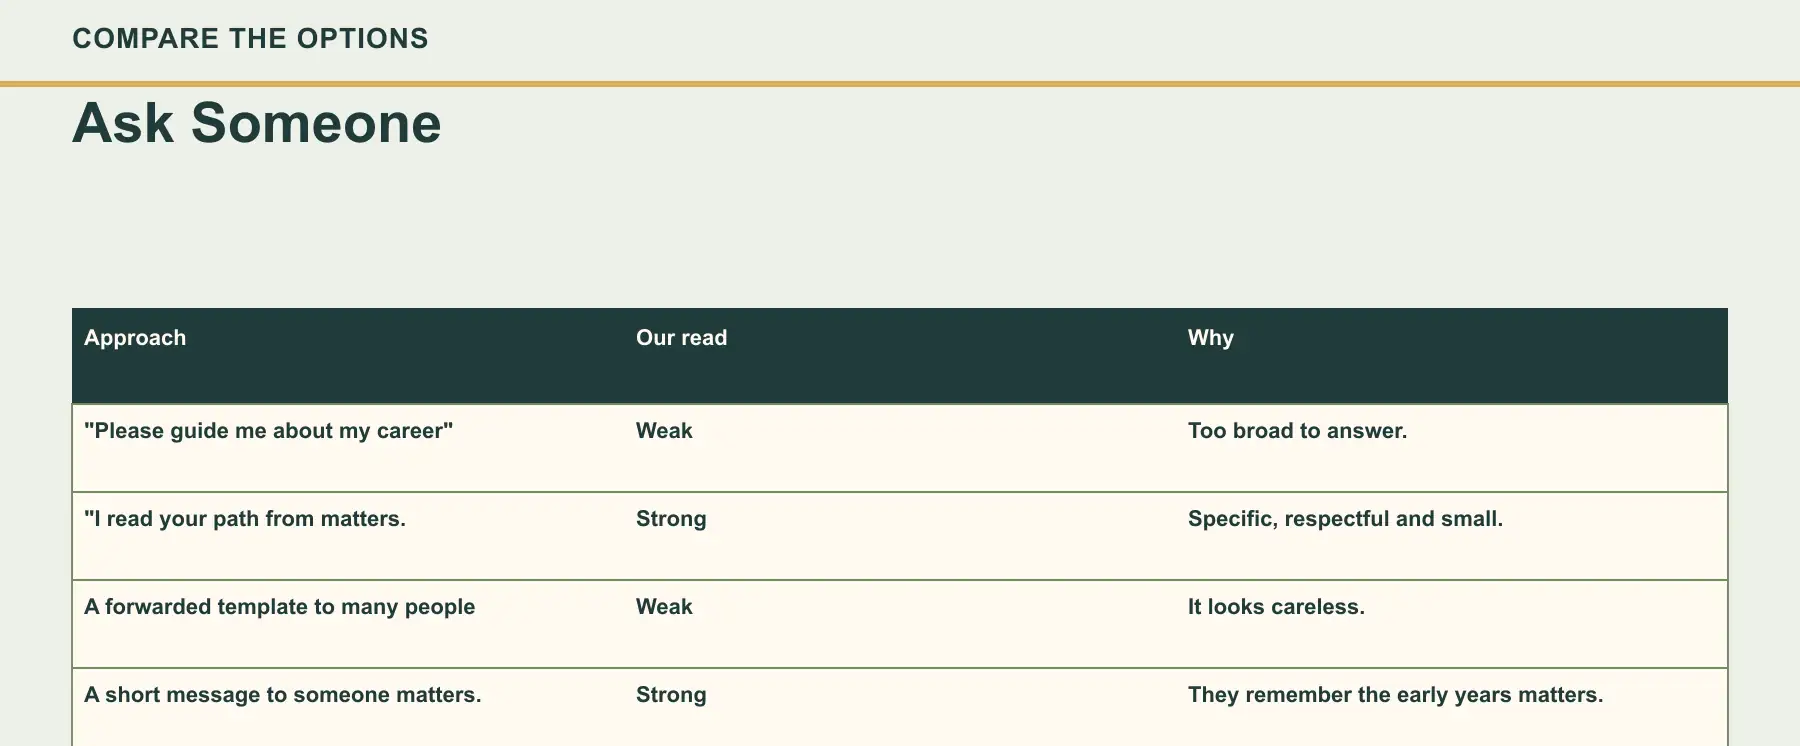 COMPARE THE OPTIONS
Ask Someone
Approach Our read Why
"Please guide me about my career" Weak Too broad to answer.
"I read your path from matters. Strong Specific, respectful and small.
A forwarded template to many people Weak It looks careless.
A short message to someone matters. Strong They remember the early years matters.